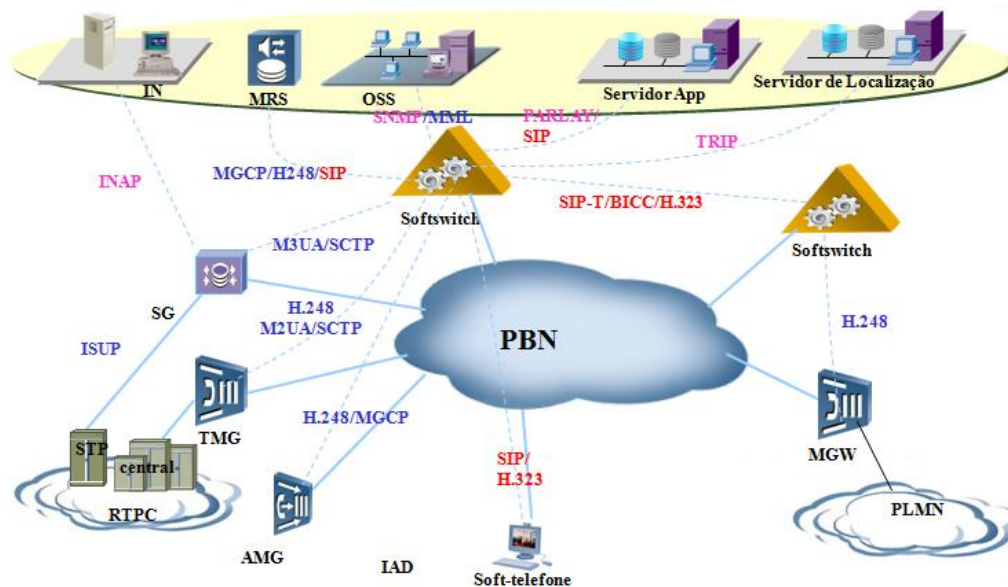 IN
MRS
OSS
Servidor App
Servidor de Localização
SNMP/MML
PARLAY/
SIP
TRIP
INAP
MGCP/H248/SIP
SIP-T/BICC/H.323
Softswitch
Softswitch
M3UA/SCTP
SG
H.248
M2UA/SCTP
H.248
PBN
ISUP
TMG
H.248/MGCP
STP
central
MGW
SIP/
H.323
RTPC
PLMN
AMG
IAD
Soft-telefone